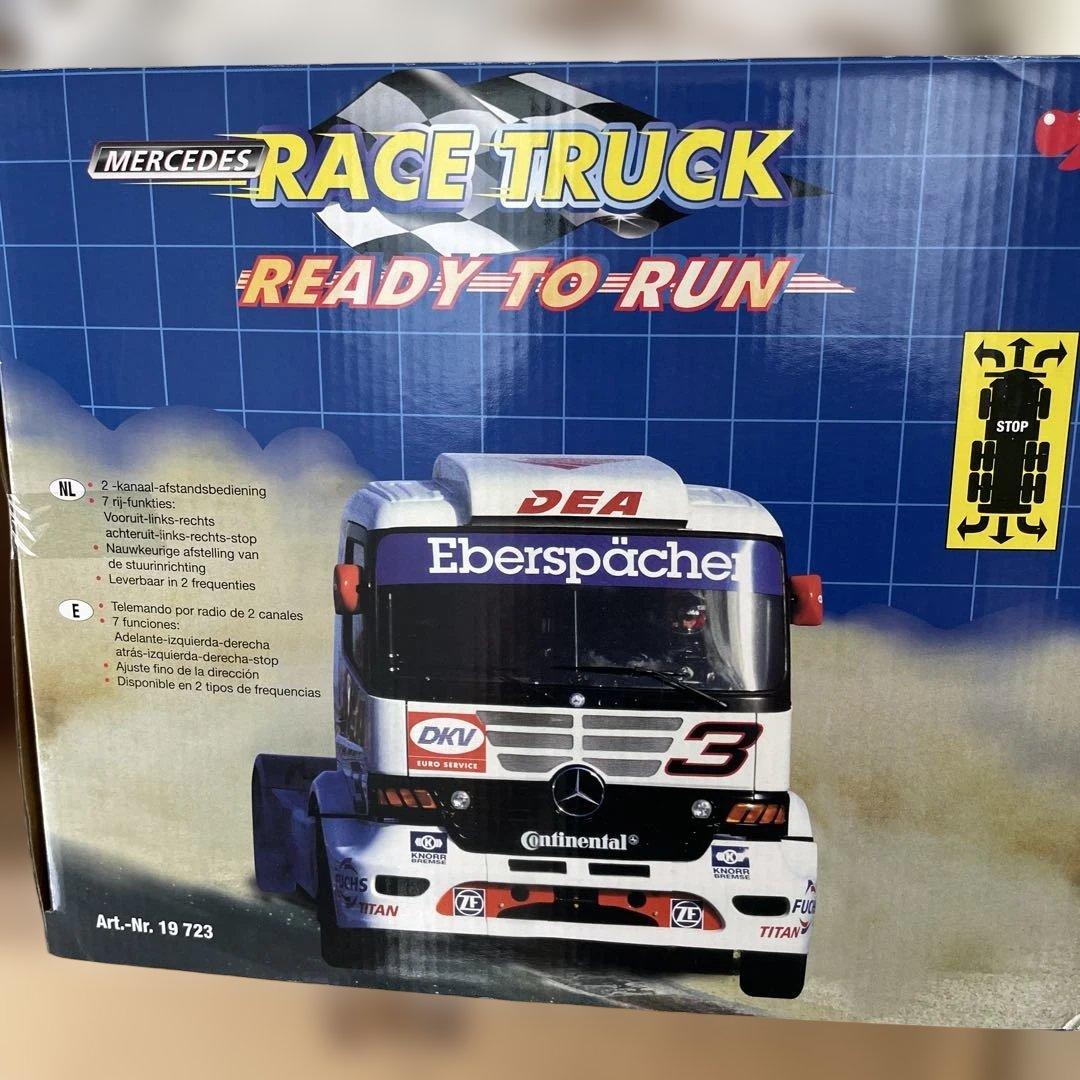 MERCEDES RACE TRUCK
READY TO RUN
STOP
NL
• 2 -kanaal-afstandsbediening
• 7 rij-funkties:
Vooruit-links-rechts
achteruit-links-rechts-stop
• Nauwkeurige afstelling van
de stuurinrichting
• Leverbaar in 2 frequenties
E
• Telemando por radio de 2 canales
• 7 funciones:
Adelante-izquierda-derecha
atrás-izquierda-derecha-stop
• Ajuste fino de la dirección
• Disponible en 2 tipos de frequencias
DEA
Eberspächer
DKV
EURO SERVICE
3
Continental
K
KNORR
BREMSE
K
KNORR
BREMSE
FUCHS
TITAN
ZF
ZF
FUCHS
TITAN
Art.-Nr. 19 723